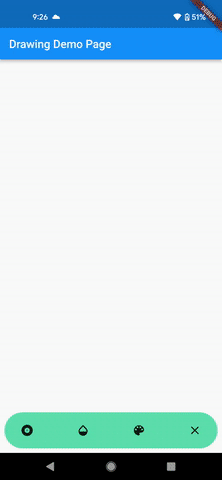 9:26 51% DEBUG
Drawing Demo Page